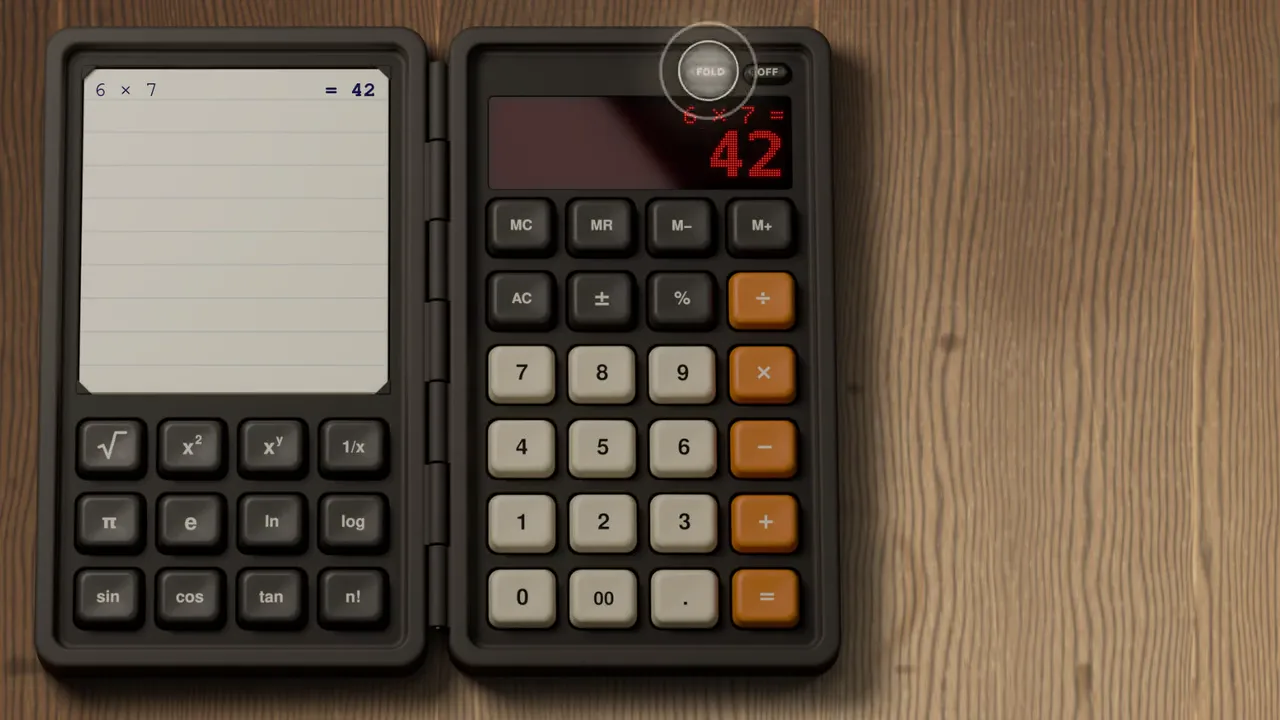 6 × 7 = 42
FOLD OFF
6 × 7 =
42
MC MR M− M+
AC ± % ÷
7 8 9 ×
4 5 6 −
1 2 3 +
0 00 . =
√ x² xʸ 1/x
π e ln log
sin cos tan n!